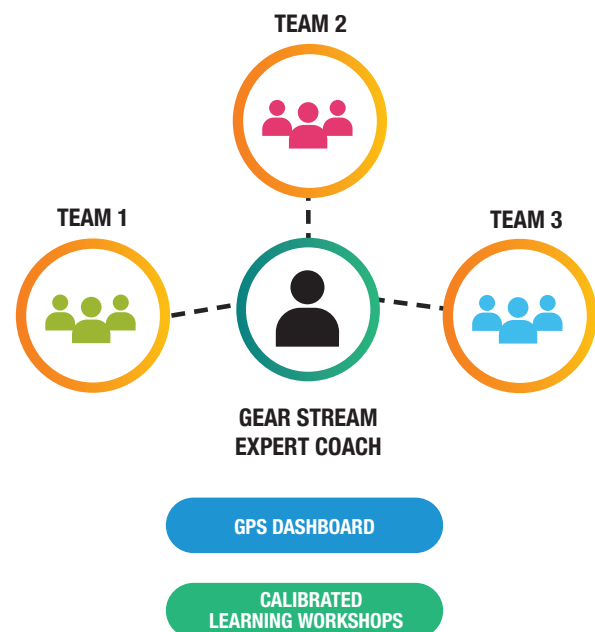 TEAM 2
TEAM 1
TEAM 3
GEAR STREAM
EXPERT COACH
GPS DASHBOARD
CALIBRATED
LEARNING WORKSHOPS